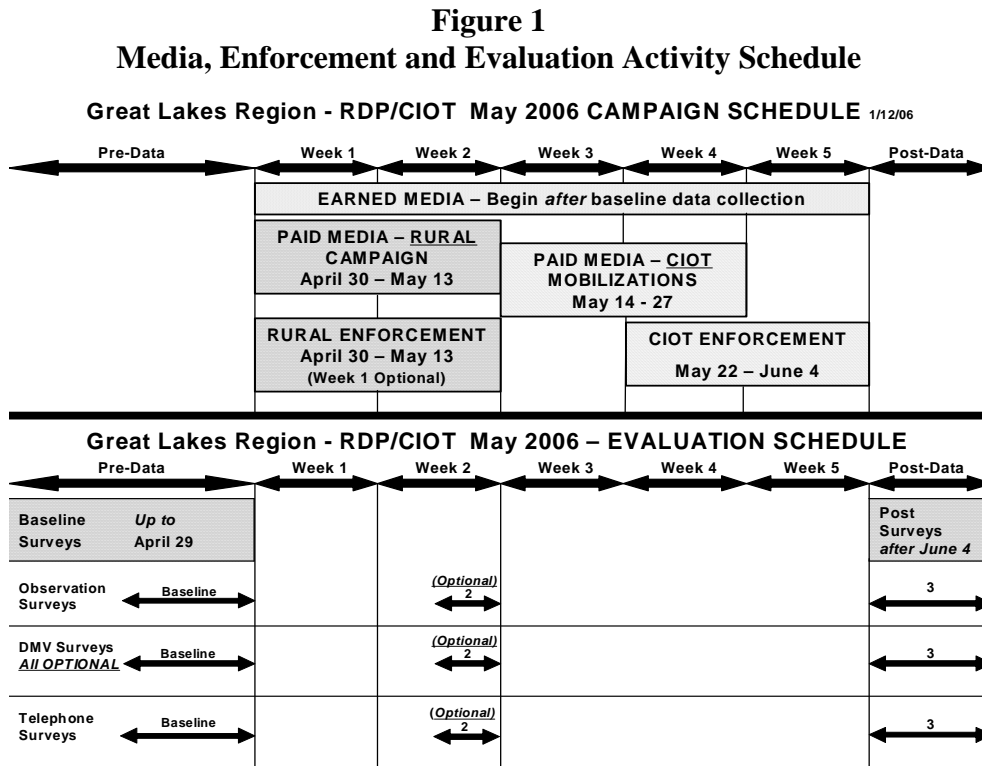 Figure 1
Media, Enforcement and Evaluation Activity Schedule
Great Lakes Region - RDP/CIOT May 2006 CAMPAIGN SCHEDULE 1/12/06
Pre-Data Week 1 Week 2 Week 3 Week 4 Week 5 Post-Data
EARNED MEDIA – Begin after baseline data collection
PAID MEDIA – RURAL
CAMPAIGN
April 30 – May 13
PAID MEDIA – CIOT
MOBILIZATIONS
May 14 - 27
RURAL ENFORCEMENT
April 30 – May 13
(Week 1 Optional)
CIOT ENFORCEMENT
May 22 – June 4
Great Lakes Region - RDP/CIOT May 2006 – EVALUATION SCHEDULE
Pre-Data Week 1 Week 2 Week 3 Week 4 Week 5 Post-Data
Baseline Up to
Surveys April 29
Post
Surveys
after June 4
Observation
Surveys
Baseline
(Optional)
2
3
DMV Surveys
All OPTIONAL
Baseline
(Optional)
2
3
Telephone
Surveys
Baseline
(Optional)
2
3